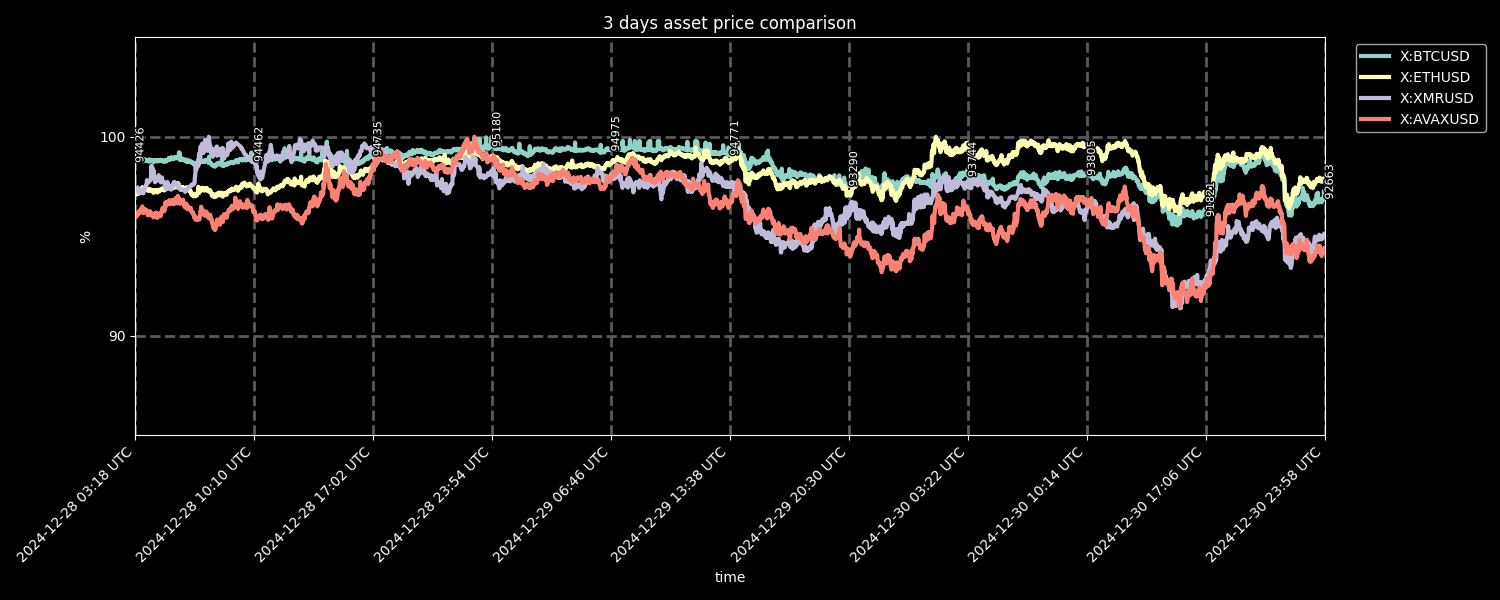 3 days asset price comparison
X:BTCUSD
X:ETHUSD
X:XMRUSD
X:AVAXUSD
100
90
%
94426
94462
94735
95180
94975
94771
93290
93744
93805
91821
92663
2024-12-28 03:18 UTC
2024-12-28 10:10 UTC
2024-12-28 17:02 UTC
2024-12-28 23:54 UTC
2024-12-29 06:46 UTC
2024-12-29 13:38 UTC
2024-12-29 20:30 UTC
2024-12-30 03:22 UTC
2024-12-30 10:14 UTC
2024-12-30 17:06 UTC
2024-12-30 23:58 UTC
time